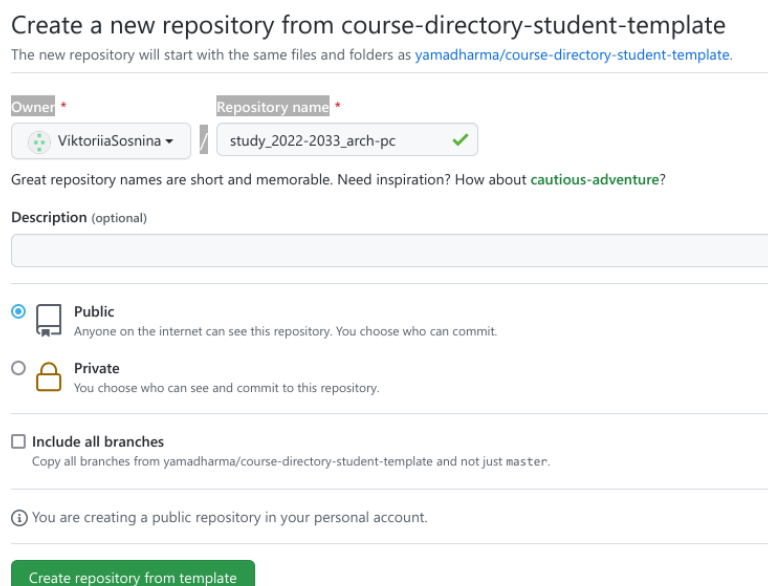 Create a new repository from course-directory-student-template
The new repository will start with the same files and folders as yamadharma/course-directory-student-template.
Owner * Repository name *
ViktoriiaSosnina / study_2022-2033_arch-pc
Great repository names are short and memorable. Need inspiration? How about cautious-adventure?
Description (optional)
Public
Anyone on the internet can see this repository. You choose who can commit.
Private
You choose who can see and commit to this repository.
Include all branches
Copy all branches from yamadharma/course-directory-student-template and not just master.
You are creating a public repository in your personal account.
Create repository from template